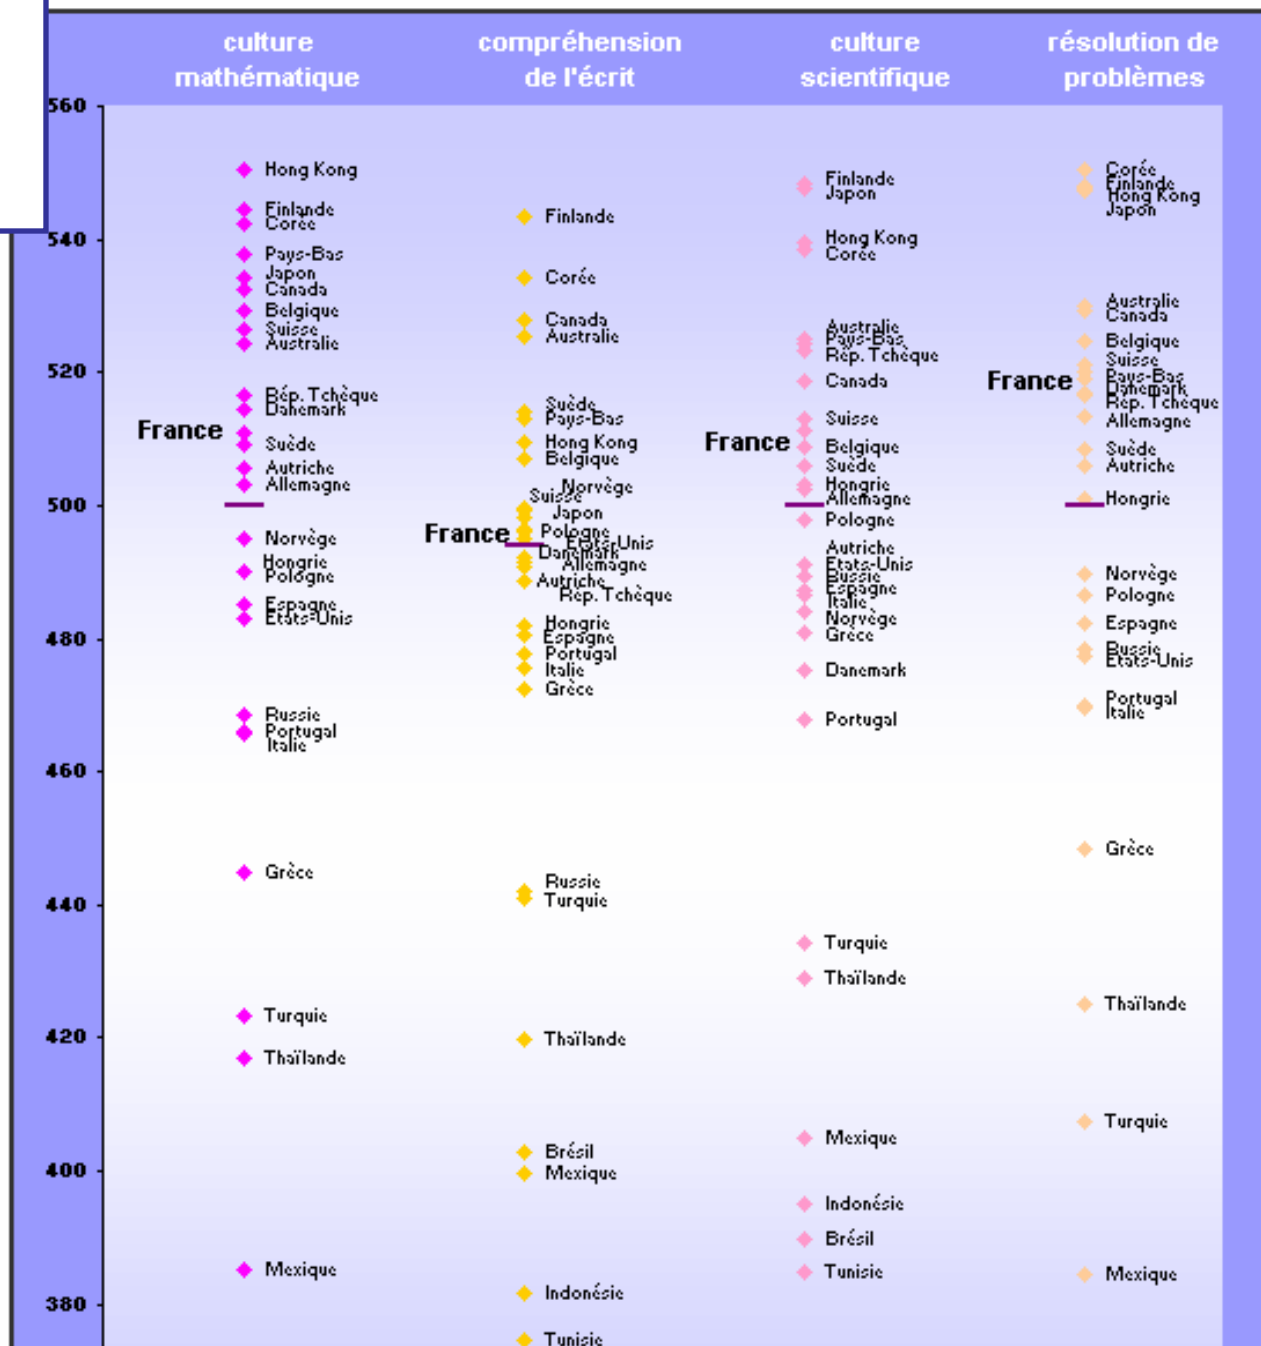 culture
mathématique
compréhension
de l'écrit
culture
scientifique
résolution de
problèmes
560
540
520
500
480
460
440
420
400
380
Hong Kong
Finlande
Corée
Pays-Bas
Japon
Canada
Belgique
Suisse
Australie
Rép. Tchèque
Danemark
France
Suède
Autriche
Allemagne
Norvège
Hongrie
Pologne
Espagne
Etats-Unis
Russie
Portugal
Italie
Grèce
Turquie
Thaïlande
Mexique
Finlande
Corée
Canada
Australie
Suède
Pays-Bas
Hong Kong
Belgique
Norvège
Suisse
Japon
France
Pologne
Etats-Unis
Danemark
Allemagne
Autriche
Rép. Tchèque
Hongrie
Espagne
Portugal
Italie
Grèce
Russie
Turquie
Thaïlande
Brésil
Mexique
Indonésie
Tunisie
Finlande
Japon
Hong Kong
Corée
Australie
Pays-Bas
Rép. Tchèque
Canada
Suisse
France
Belgique
Suède
Hongrie
Allemagne
Pologne
Autriche
Etats-Unis
Russie
Espagne
Italie
Norvège
Grèce
Danemark
Portugal
Turquie
Thaïlande
Mexique
Indonésie
Brésil
Tunisie
Corée
Finlande
Hong Kong
Japon
Australie
Canada
Belgique
Suisse
France
Pays-Bas
Danemark
Rép. Tchèque
Allemagne
Suède
Autriche
Hongrie
Norvège
Pologne
Espagne
Russie
Etats-Unis
Portugal
Italie
Grèce
Thaïlande
Turquie
Mexique